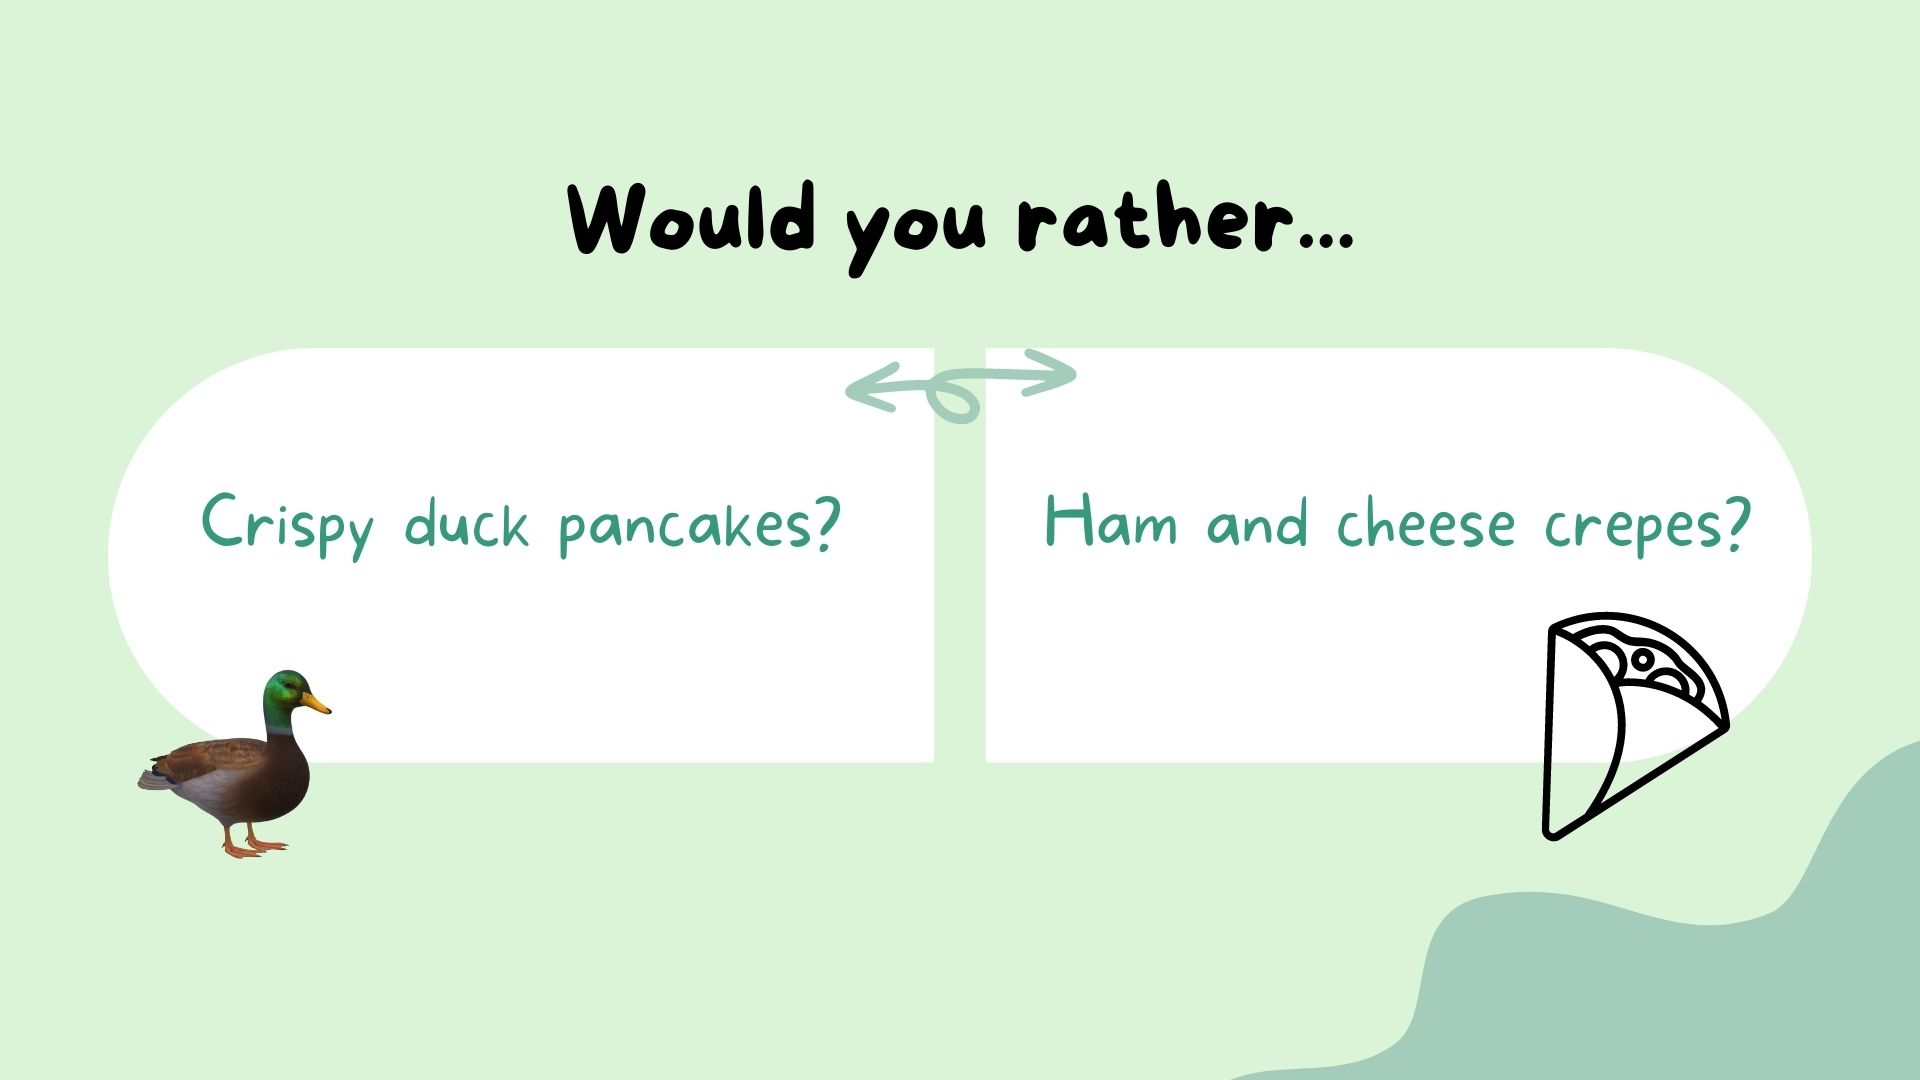 Would you rather...
Crispy duck pancakes?
Ham and cheese crepes?